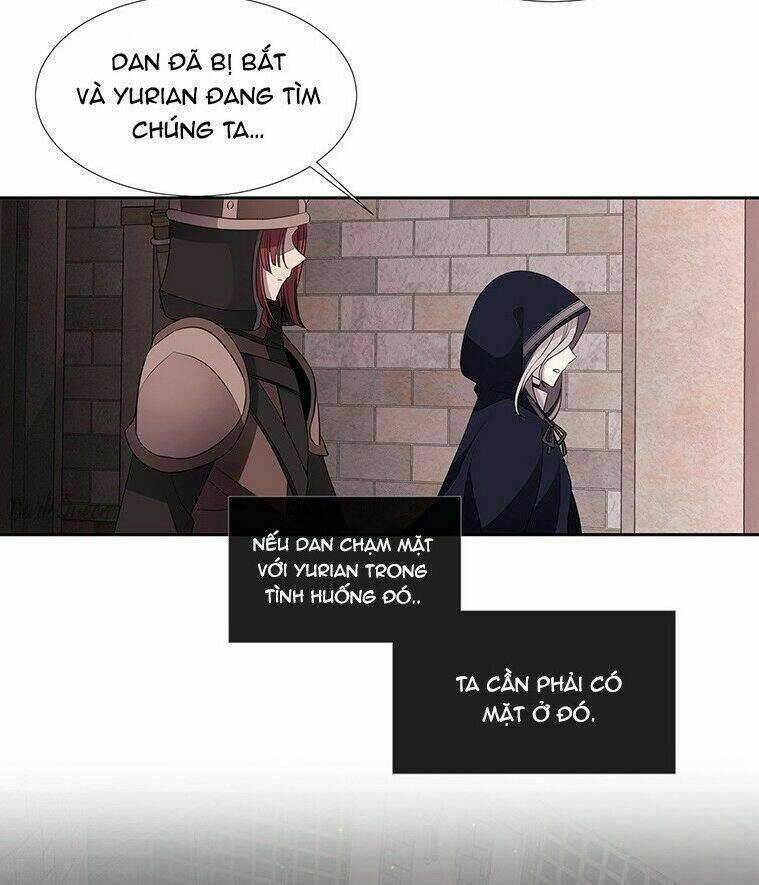 DAN ĐÃ BỊ BẮT
VÀ YURIAN ĐANG TÌM
CHÚNG TA...
NẾU DAN CHẠM MẶT
VỚI YURIAN TRONG
TÌNH HUỐNG ĐÓ..
TA CẦN PHẢI CÓ
MẶT Ở ĐÓ.